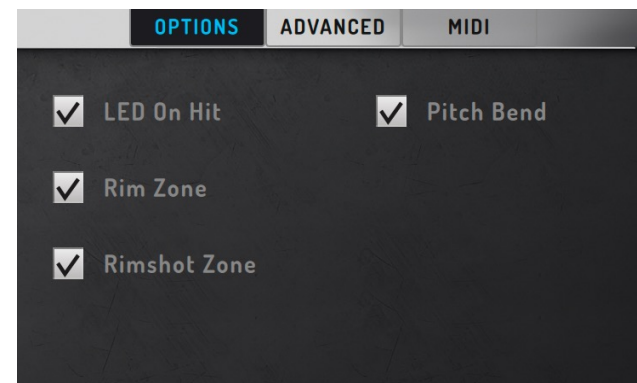 OPTIONS ADVANCED MIDI
LED On Hit Pitch Bend
Rim Zone
Rimshot Zone